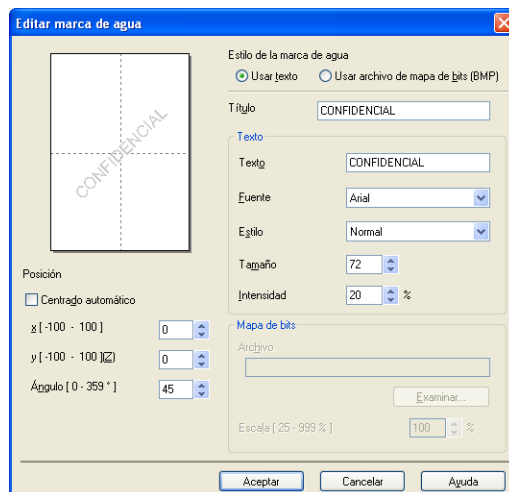 Editar marca de agua
CONFIDENCIAL
Posición
Centrado automático
x [ -100 - 100 ] 0
y [ -100 - 100 ](Z) 0
Ángulo [ 0 - 359 ° ] 45
Estilo de la marca de agua
Usar texto Usar archivo de mapa de bits (BMP)
Título CONFIDENCIAL
Texto
Texto CONFIDENCIAL
Fuente Arial
Estilo Normal
Tamaño 72
Intensidad 20 %
Mapa de bits
Archivo
Examinar...
Escala [ 25 - 999 % ] 100 %
Aceptar Cancelar Ayuda